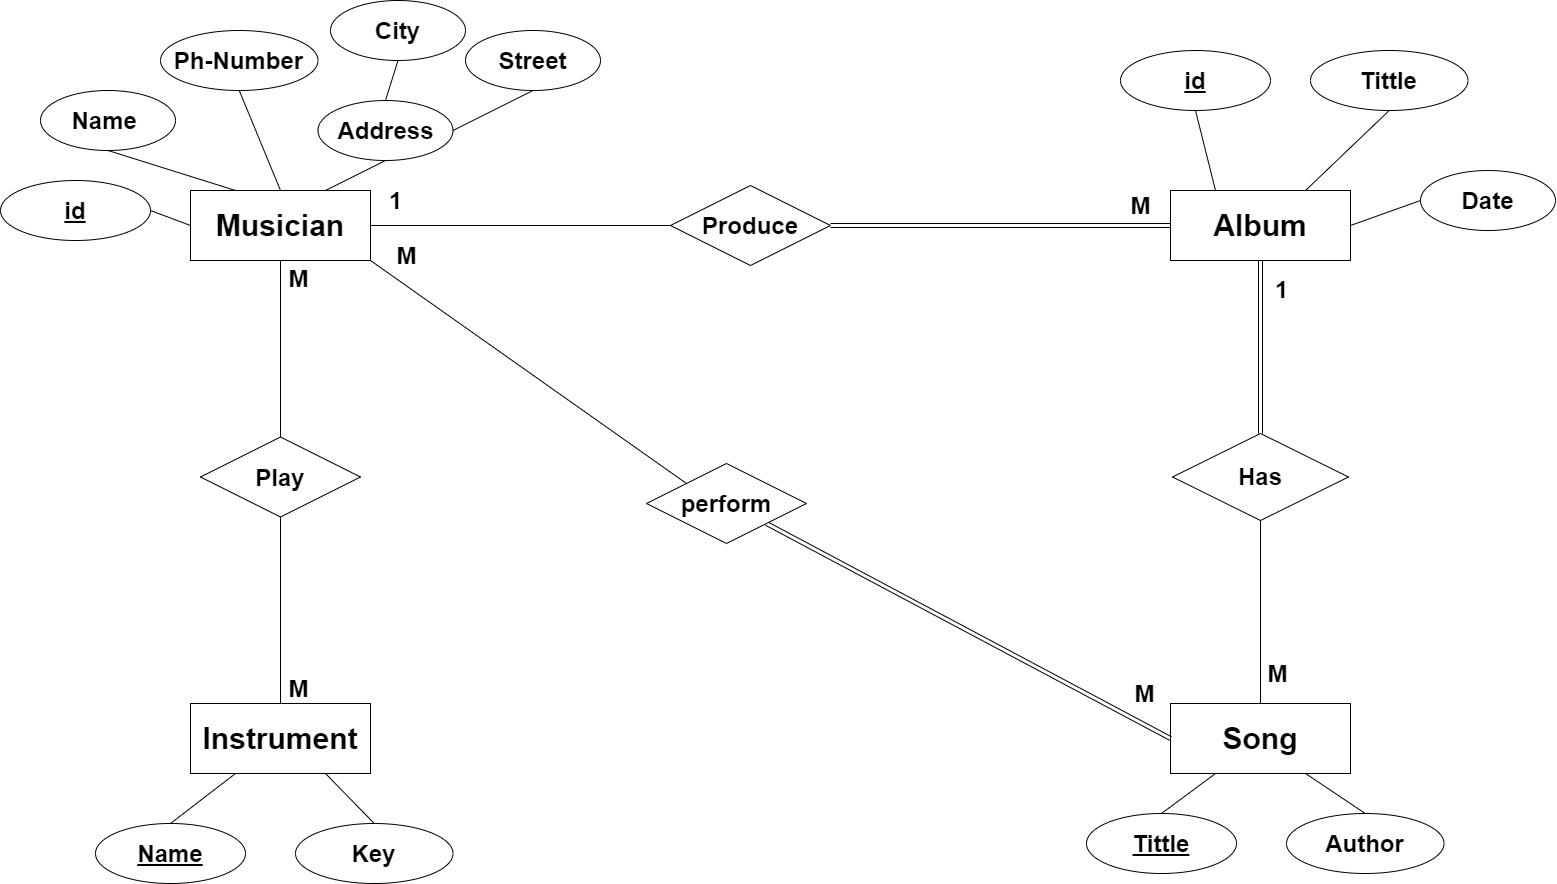 City
Ph-Number
Street
id
Tittle
Name
Address
id
1
M
Date
Musician
Produce
Album
M
M
1
Play
perform
Has
M
M
M
Instrument
Song
Name
Key
Tittle
Author